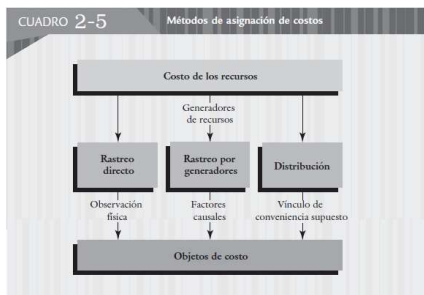 CUADRO 2-5
Métodos de asignación de costos
Costo de los recursos
Generadores
de recursos
Rastreo
directo
Rastreo por
generadores
Distribución
Observación
física
Factores
causales
Vínculo de
conveniencia supuesto
Objetos de costo